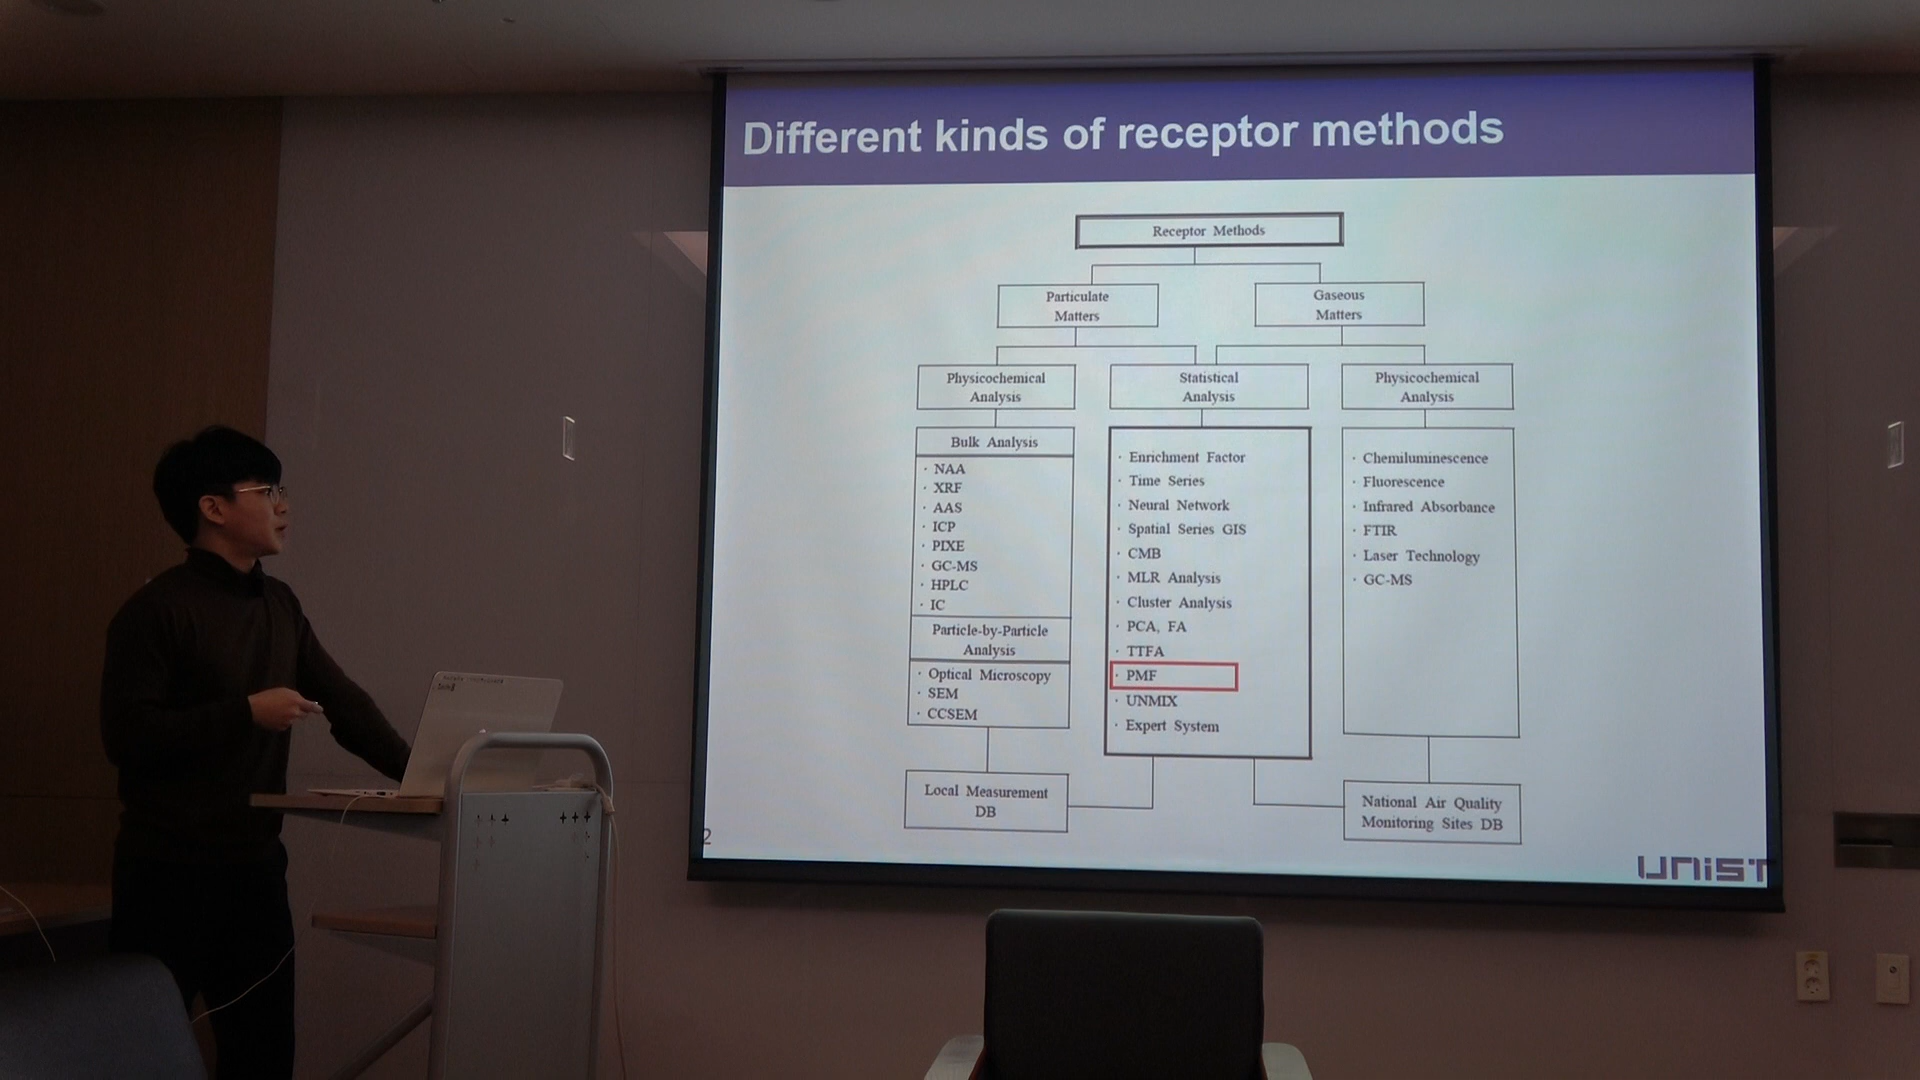 Different kinds of receptor methods
Receptor Methods
Particulate
Matters
Gaseous
Matters
Physicochemical
Analysis
Statistical
Analysis
Physicochemical
Analysis
Bulk Analysis
· NAA
· XRF
· AAS
· ICP
· PIXE
· GC-MS
· HPLC
· IC
Particle-by-Particle
Analysis
· Optical Microscopy
· SEM
· CCSEM
· Enrichment Factor
· Time Series
· Neural Network
· Spatial Series GIS
· CMB
· MLR Analysis
· Cluster Analysis
· PCA, FA
· TTFA
· PMF
· UNMIX
· Expert System
· Chemiluminescence
· Fluorescence
· Infrared Absorbance
· FTIR
· Laser Technology
· GC-MS
Local Measurement
DB
National Air Quality
Monitoring Sites DB
2
UNIST